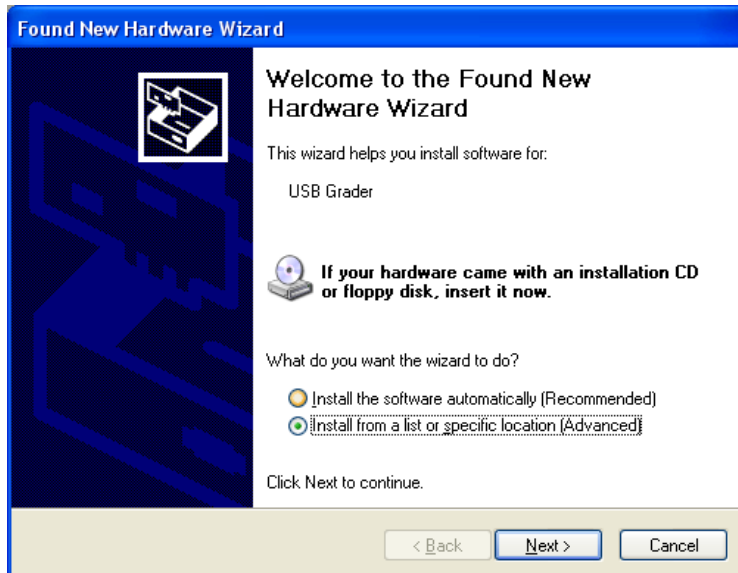 Found New Hardware Wizard
Welcome to the Found New
Hardware Wizard
This wizard helps you install software for:
USB Grader
If your hardware came with an installation CD
or floppy disk, insert it now.
What do you want the wizard to do?
Install the software automatically (Recommended)
Install from a list or specific location (Advanced)
Click Next to continue.
< Back Next > Cancel